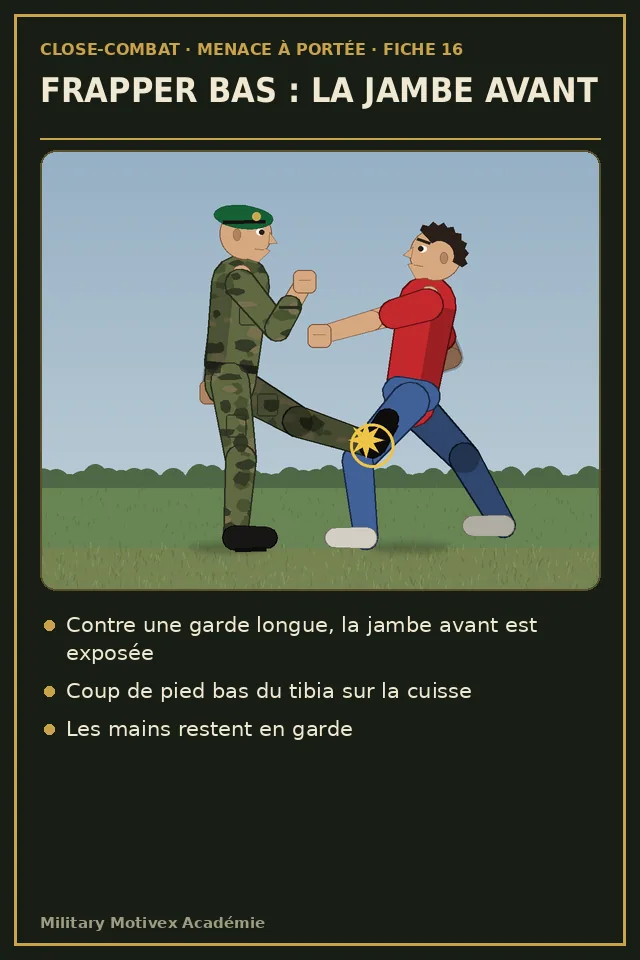 CLOSE-COMBAT · MENACE À PORTÉE · FICHE 16
FRAPPER BAS : LA JAMBE AVANT
Contre une garde longue, la jambe avant est
exposée
Coup de pied bas du tibia sur la cuisse
Les mains restent en garde
Military Motivex Académie